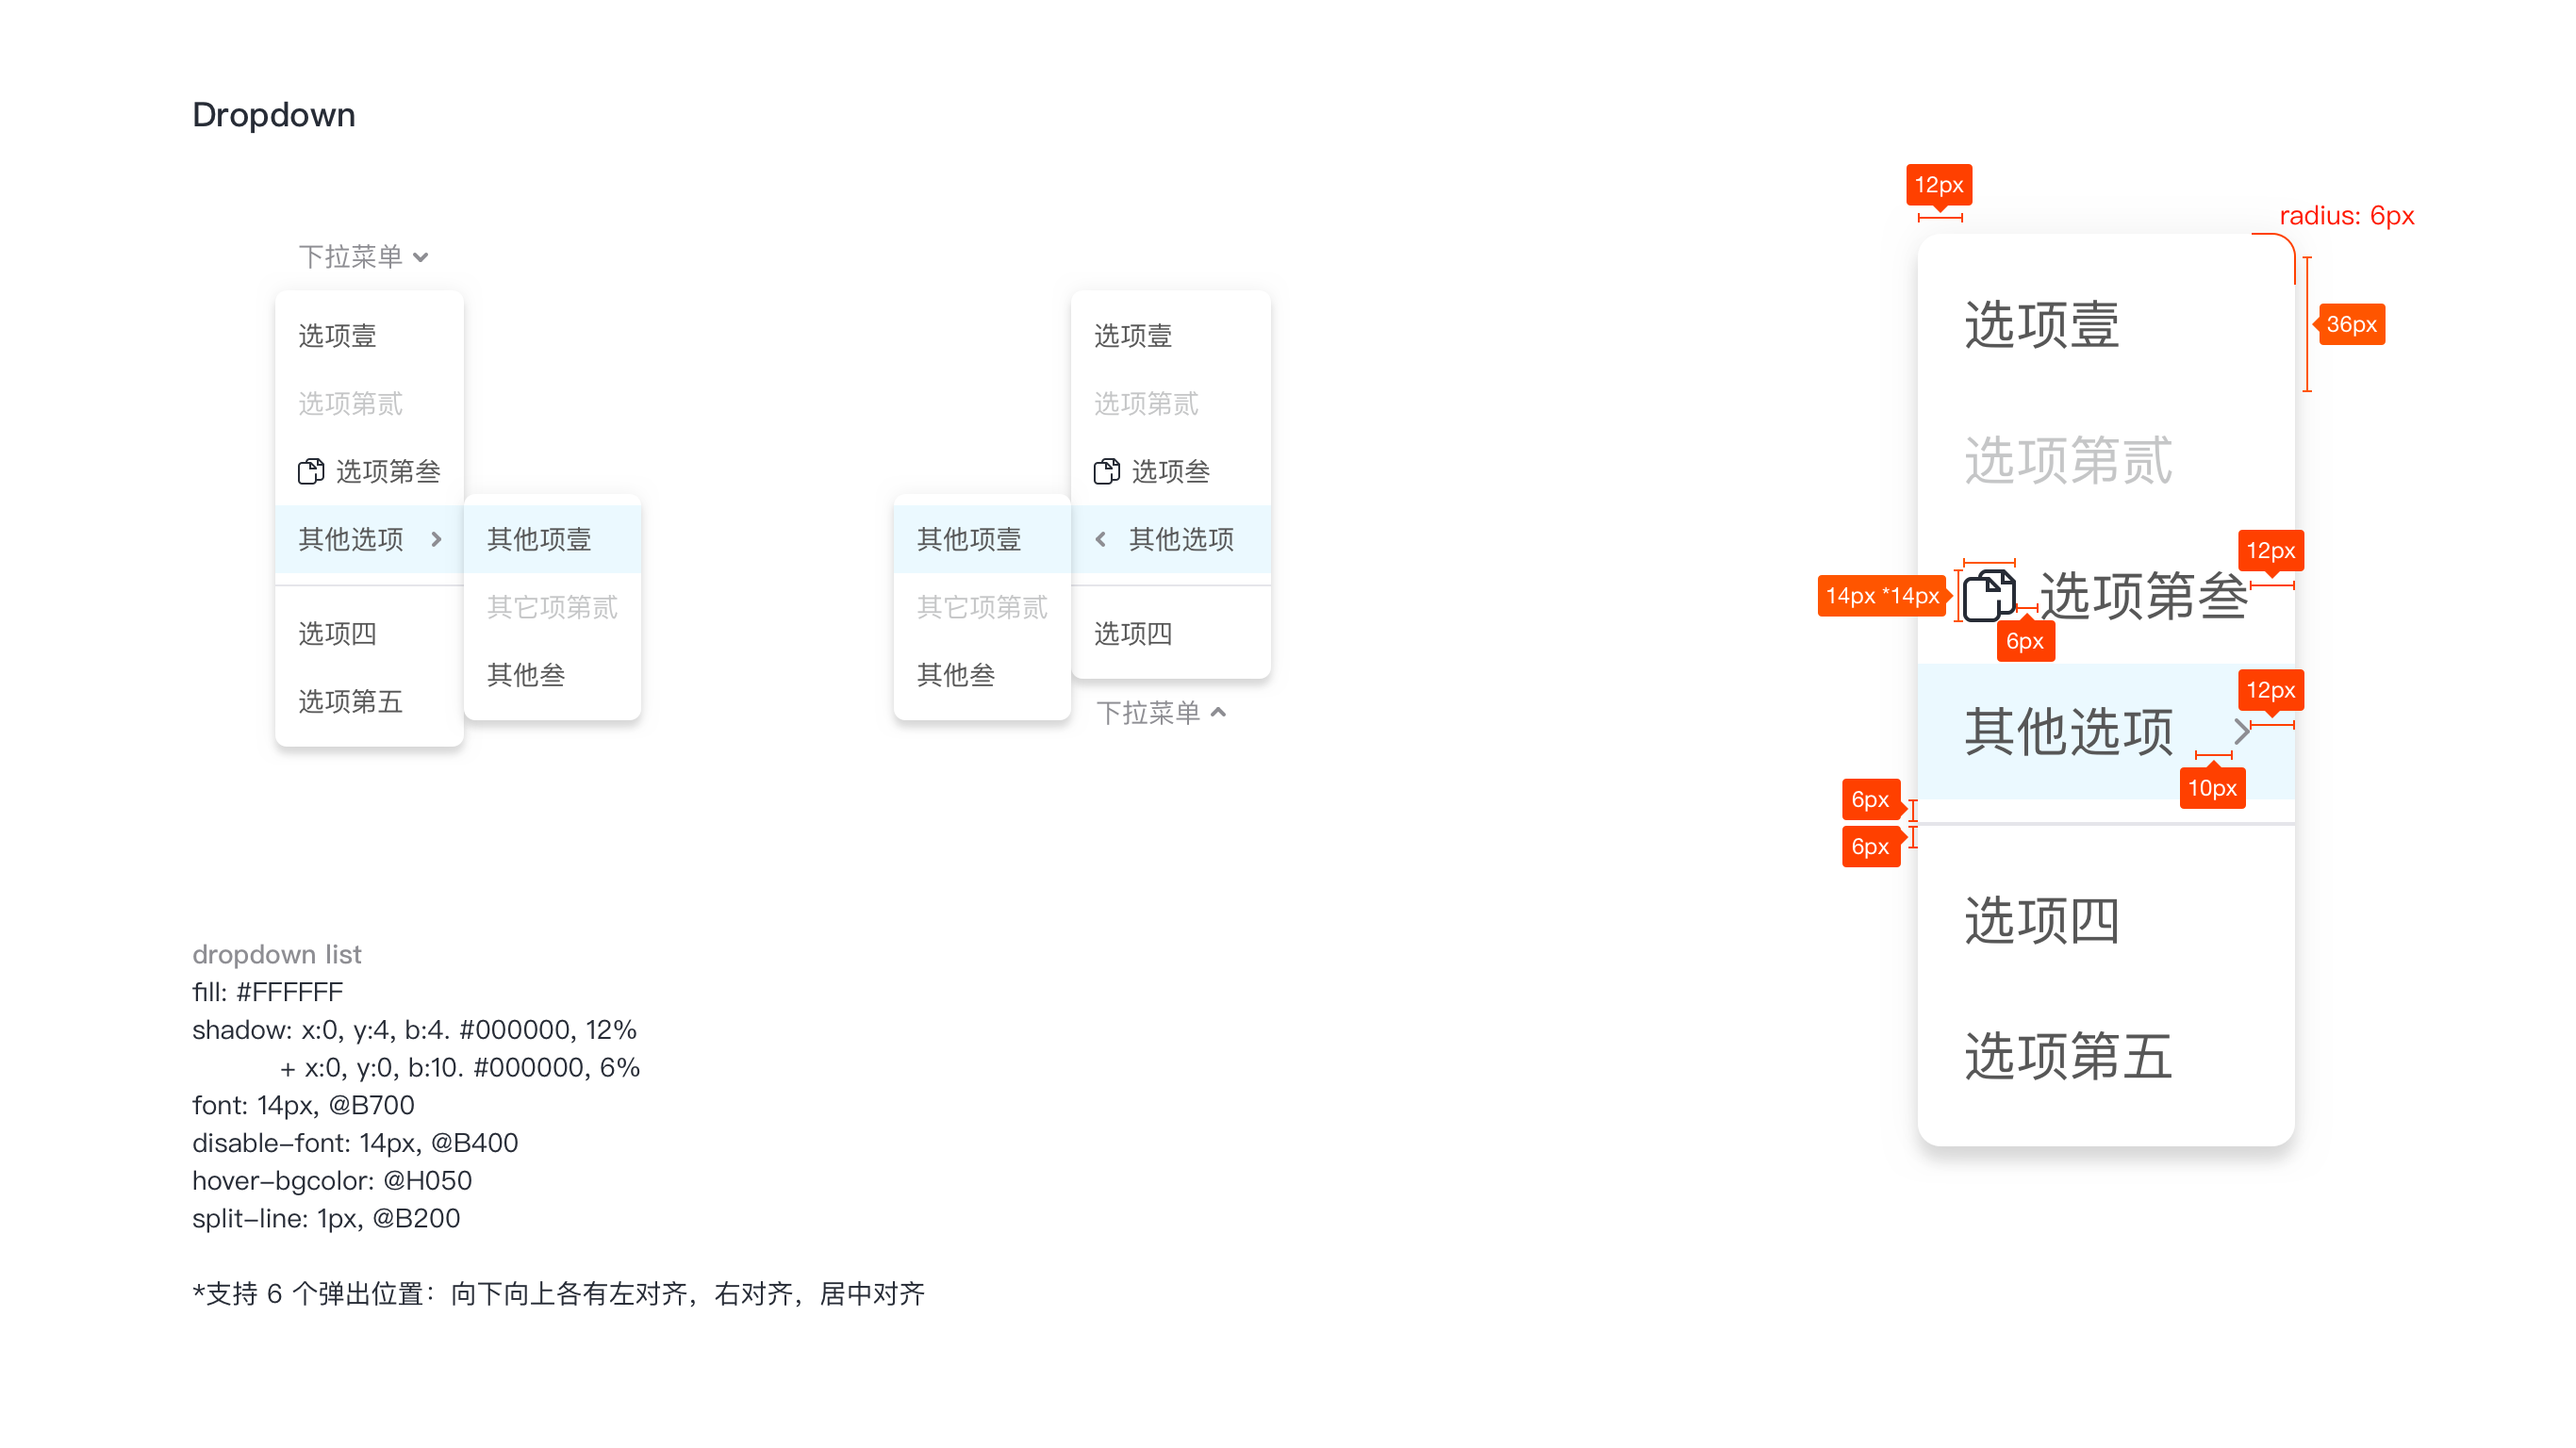 Dropdown
下拉菜单
选项壹
选项第贰
选项第叁
其他选项
选项四
选项第五
其他项壹
其它项第贰
其他叁
选项壹
选项第贰
选项叁
其他选项
选项四
其他项壹
其它项第贰
其他叁
下拉菜单
12px
radius: 6px
选项壹
36px
选项第贰
12px
14px *14px
选项第叁
6px
12px
其他选项
10px
6px
6px
选项四
选项第五
dropdown list
fill: #FFFFFF
shadow: x:0, y:4, b:4. #000000, 12%
+ x:0, y:0, b:10. #000000, 6%
font: 14px, @B700
disable-font: 14px, @B400
hover-bgcolor: @H050
split-line: 1px, @B200
*支持 6 个弹出位置：向下向上各有左对齐，右对齐，居中对齐